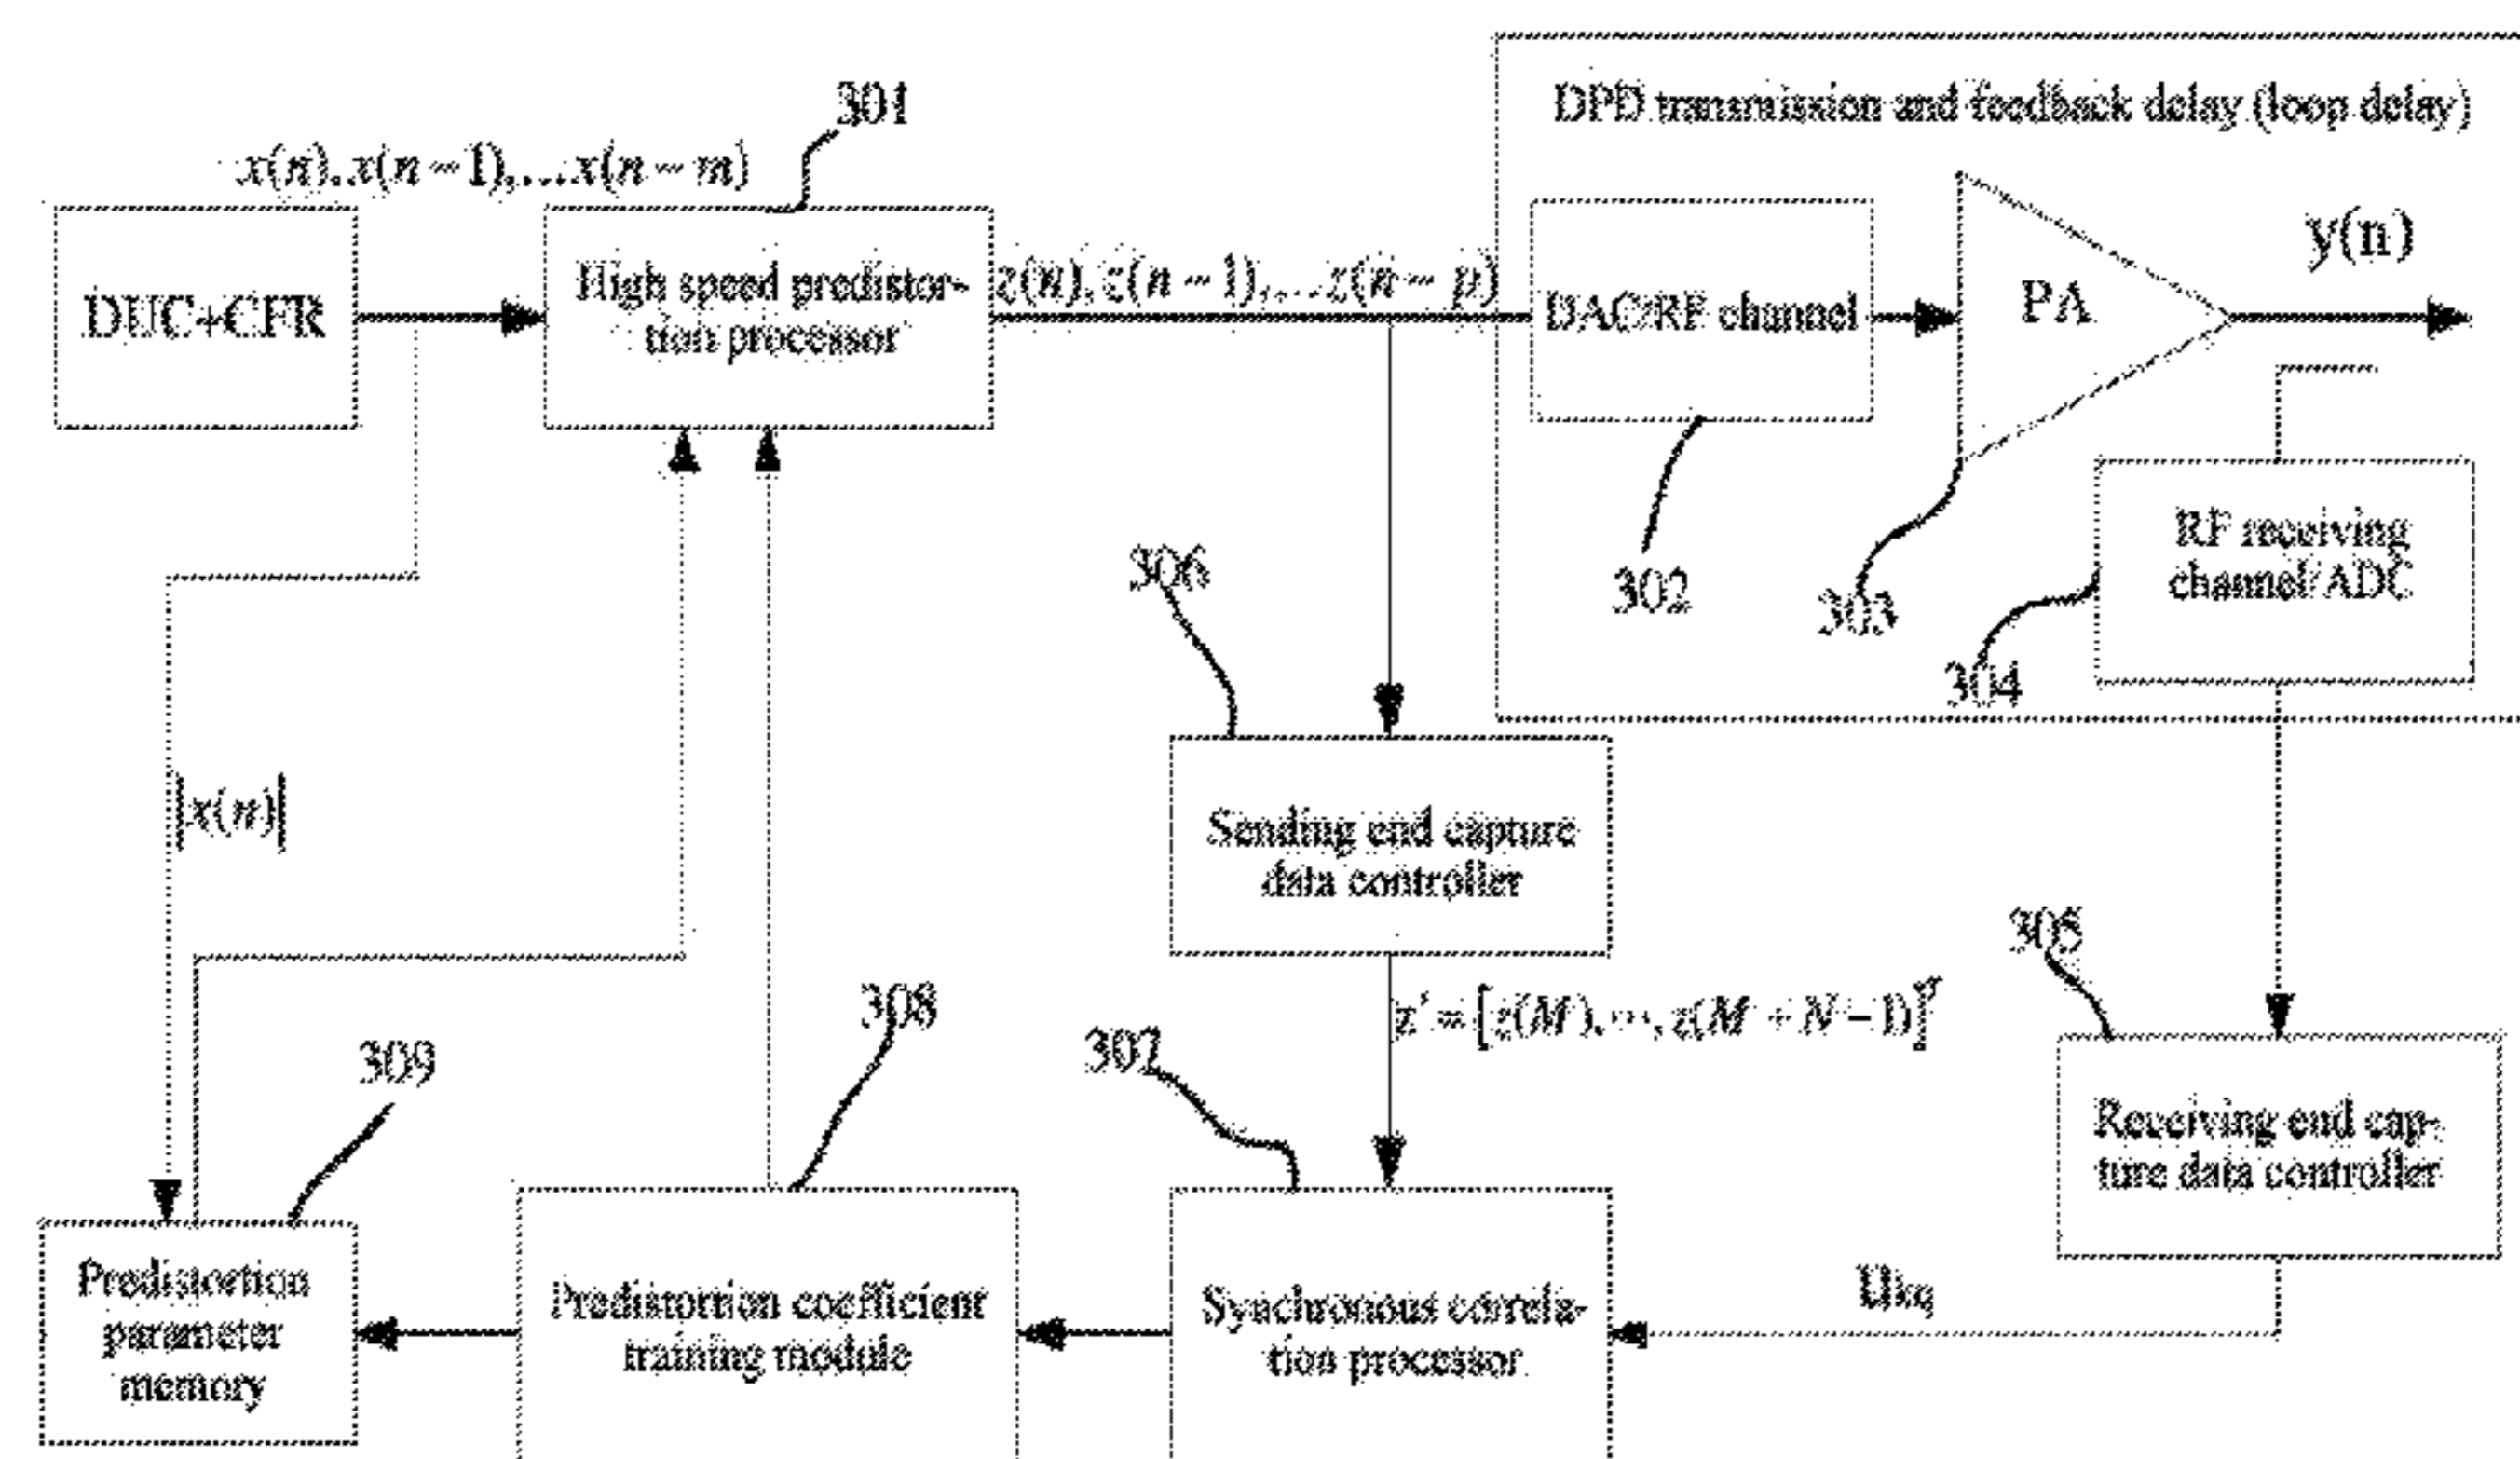 DPD transmission and feedback delay (loop delay)
301
x(n), x(n-1),...x(n-m)
DUC+CFR
High speed predistor-
tion processor
z(n), z(n-1),...z(n-p)
DAC/RF channel
PA
y(n)
RF receiving
channel/ADC
302
303
304
306
|x(n)|
Sending end capture
data controller
305
z' = [z(M),⋯,z(M+N-1)]^T
308
302
309
Receiving end cap-
ture data controller
Predistortion
parameter
memory
Predistortion coefficient
training module
Synchronous correla-
tion processor